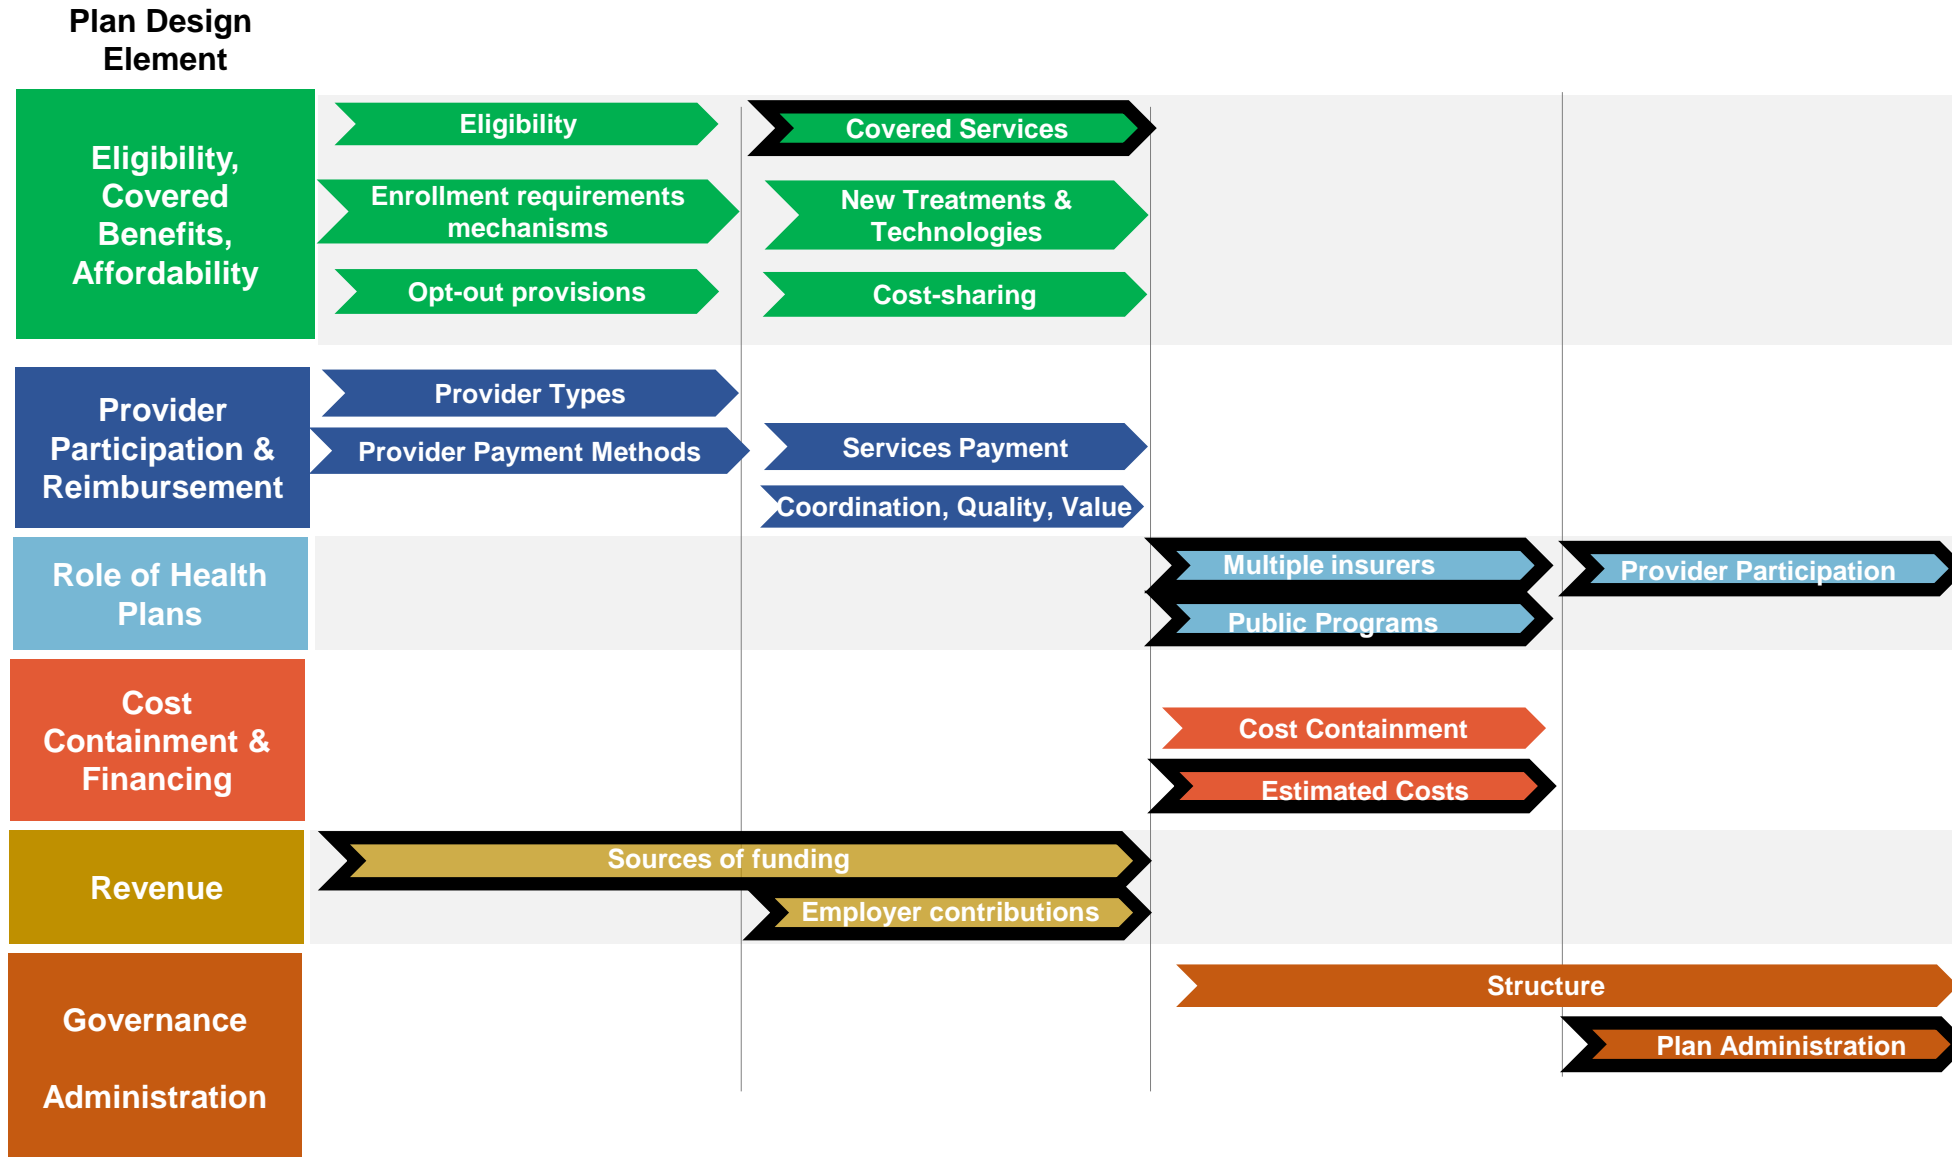 Plan Design
Element
Eligibility,
Covered
Benefits,
Affordability
Eligibility
Covered Services
Enrollment requirements
mechanisms
New Treatments &
Technologies
Opt-out provisions
Cost-sharing
Provider
Participation &
Reimbursement
Provider Types
Provider Payment Methods
Services Payment
Coordination, Quality, Value
Role of Health
Plans
Multiple insurers
Provider Participation
Public Programs
Cost
Containment &
Financing
Cost Containment
Estimated Costs
Revenue
Sources of funding
Employer contributions
Governance
Administration
Structure
Plan Administration